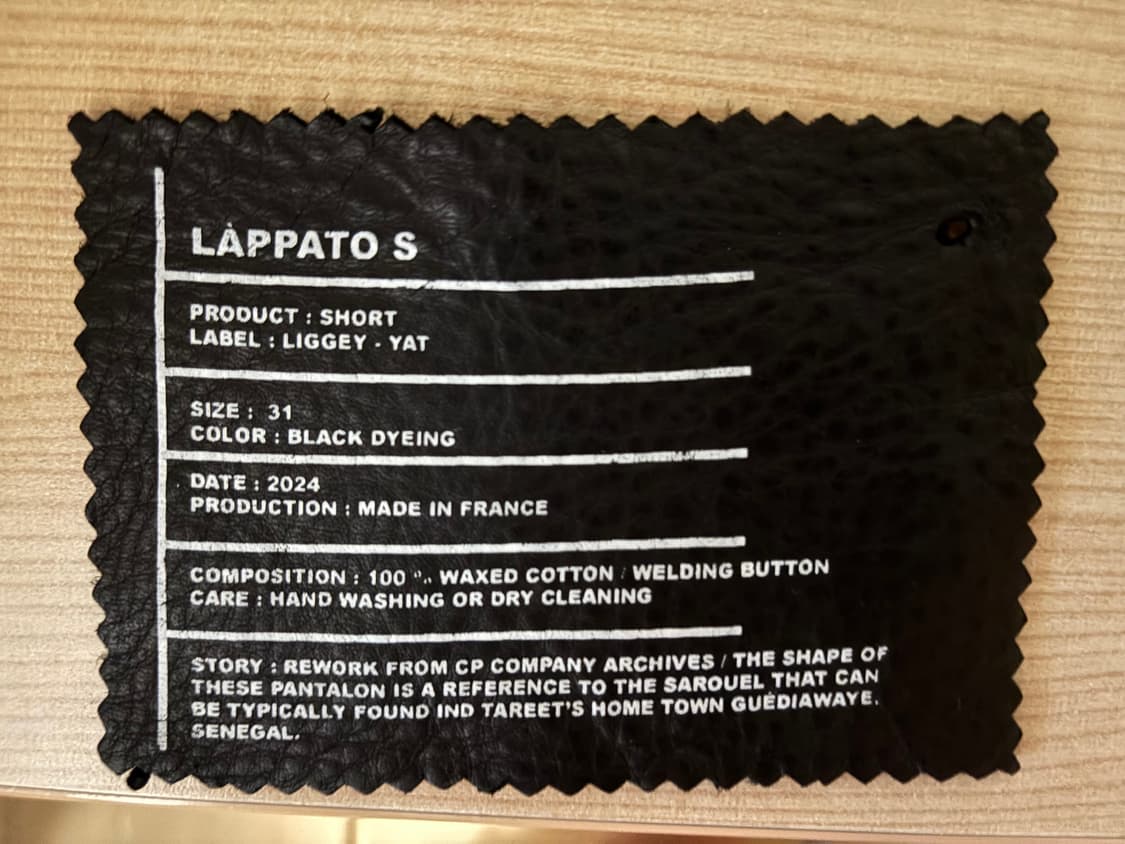 LÀPPATO S
PRODUCT : SHORT
LABEL : LIGGEY - YAT
SIZE : 31
COLOR : BLACK DYEING
DATE : 2024
PRODUCTION : MADE IN FRANCE
COMPOSITION : 100 % WAXED COTTON / WELDING BUTTON
CARE : HAND WASHING OR DRY CLEANING
STORY : REWORK FROM CP COMPANY ARCHIVES / THE SHAPE OF
THESE PANTALON IS A REFERENCE TO THE SAROUEL THAT CAN
BE TYPICALLY FOUND IND TAREET'S HOME TOWN GUÉDIAWAYE,
SENEGAL.